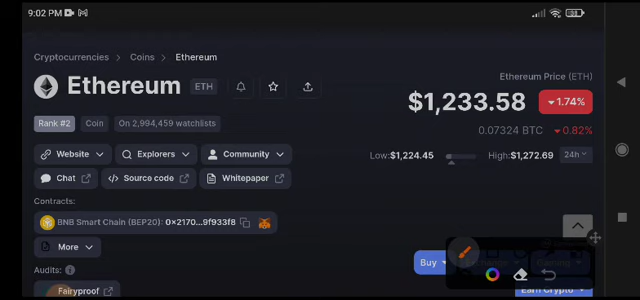 9:02 PM
Cryptocurrencies > Coins > Ethereum
Ethereum ETH
Ethereum Price (ETH)
$1,233.58 1.74%
Rank #2 Coin On 2,994,459 watchlists
0.07324 BTC 0.82%
Website Explorers Community
Low:$1,224.45 High:$1,272.69 24h
Chat Source code Whitepaper
Contracts:
BNB Smart Chain (BEP20): 0x2170...9f933f8
More
Buy
Audits:
Fairyproof
Earn Crypto